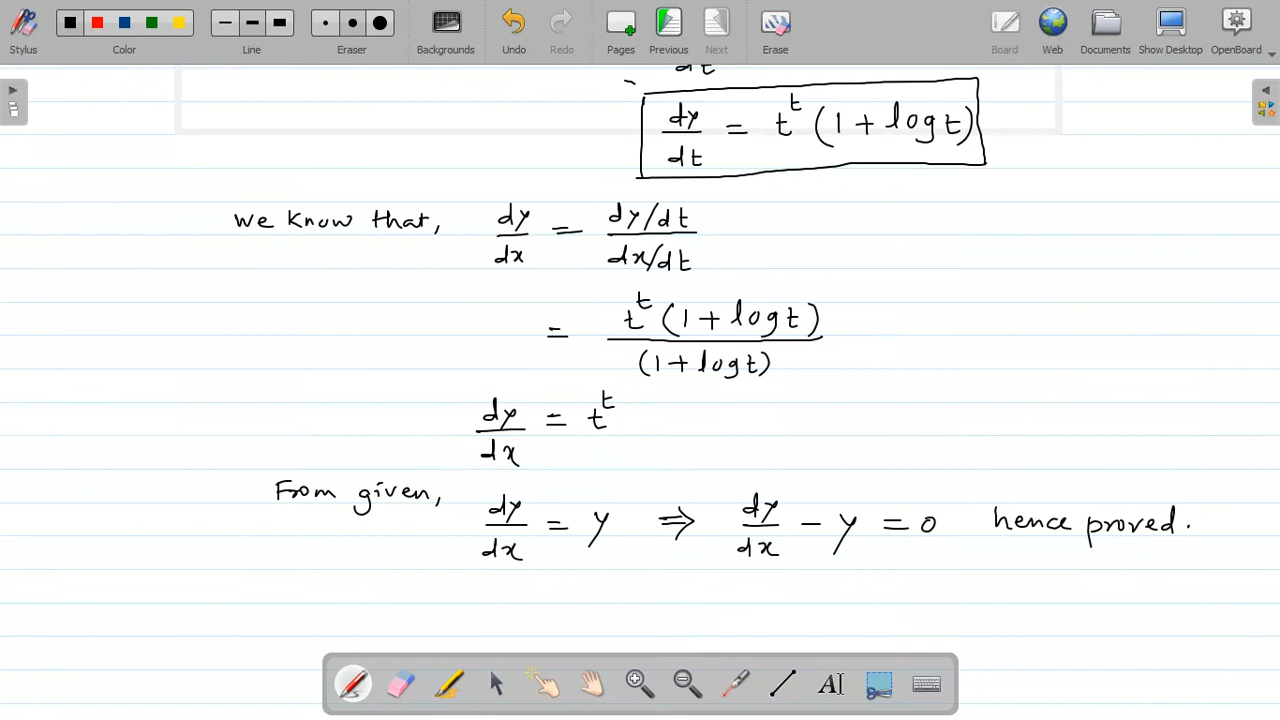 Stylus Color Line Eraser Backgrounds Undo Redo Pages Previous Next Erase Board Web Documents Show Desktop OpenBoard
dt
dy/dt = t^t (1 + log t)
We know that, dy/dx = (dy/dt)/(dx/dt)
= t^t (1 + log t)/(1 + log t)
dy/dx = t^t
From given, dy/dx = y ⇒ dy/dx - y = 0 hence proved.